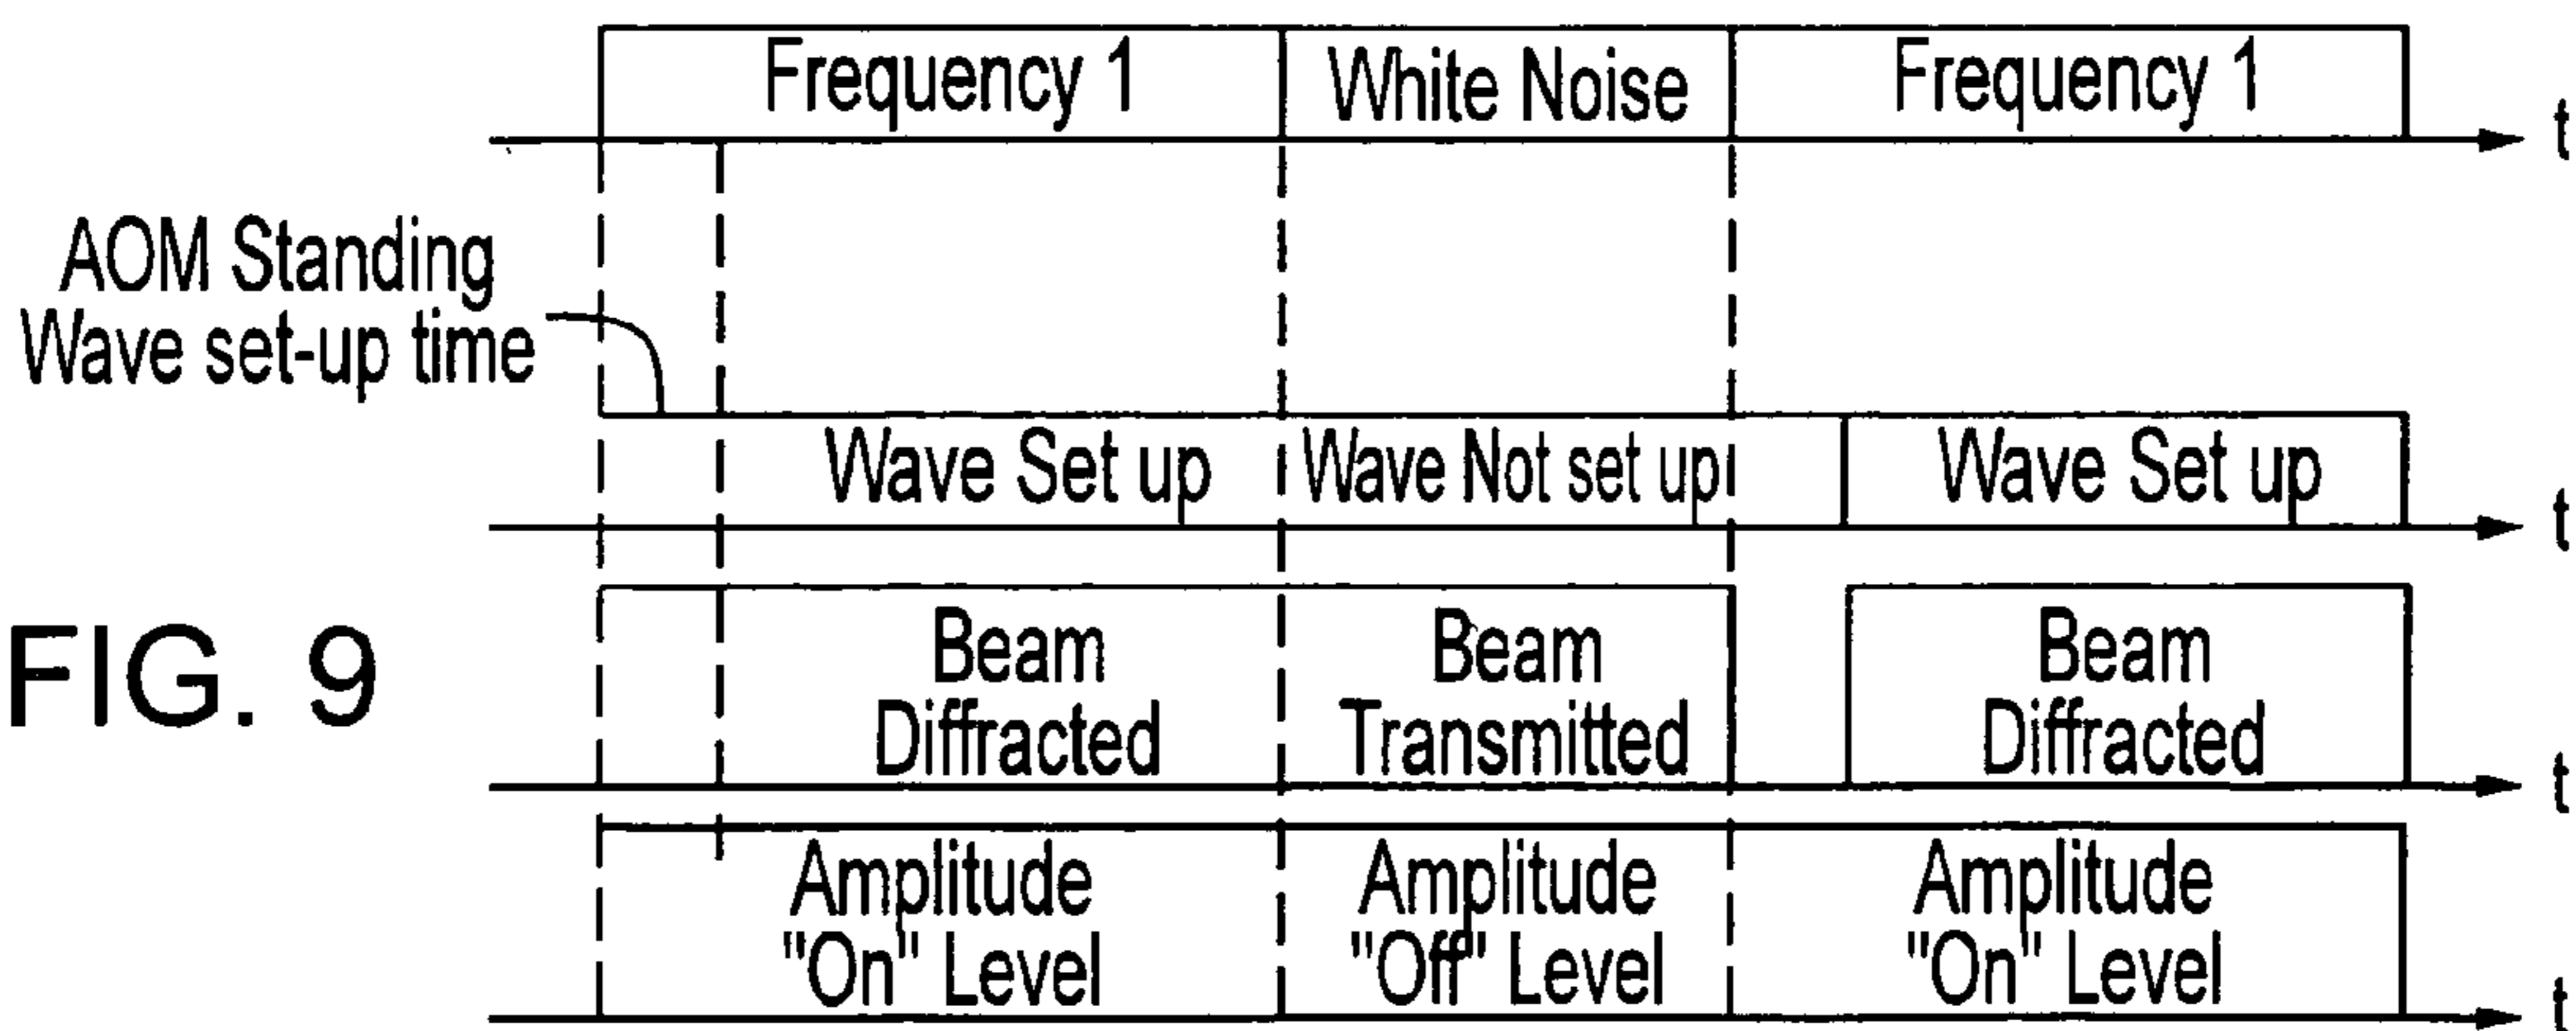 Frequency 1 White Noise Frequency 1
t
AOM Standing
Wave set-up time
Wave Set up Wave Not set up Wave Set up
t
FIG. 9
Beam Beam Beam
Diffracted Transmitted Diffracted
t
Amplitude Amplitude Amplitude
"On" Level "Off" Level "On" Level
t